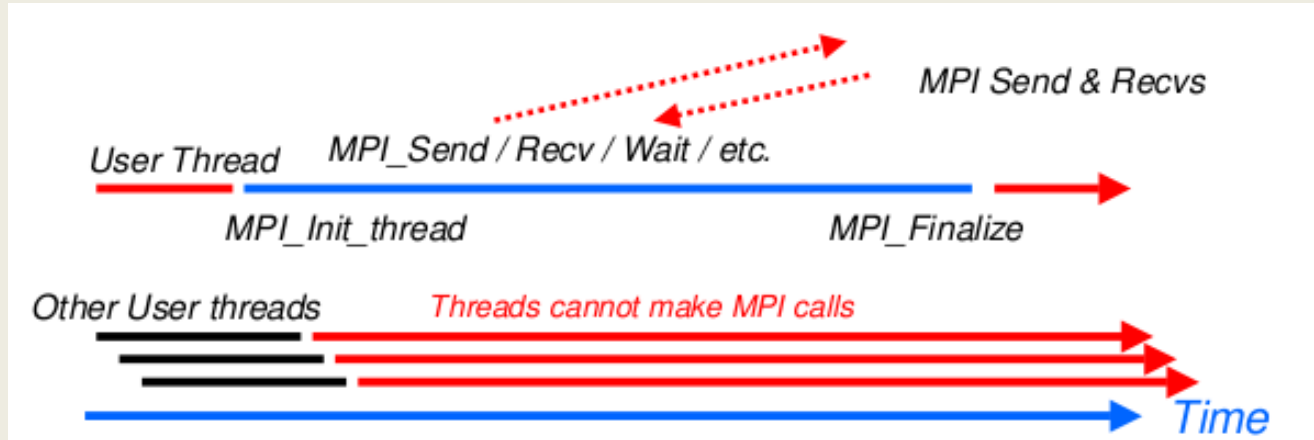 MPI Send & Recvs
User Thread
MPI_Send / Recv / Wait / etc.
MPI_Init_thread
MPI_Finalize
Other User threads
Threads cannot make MPI calls
Time